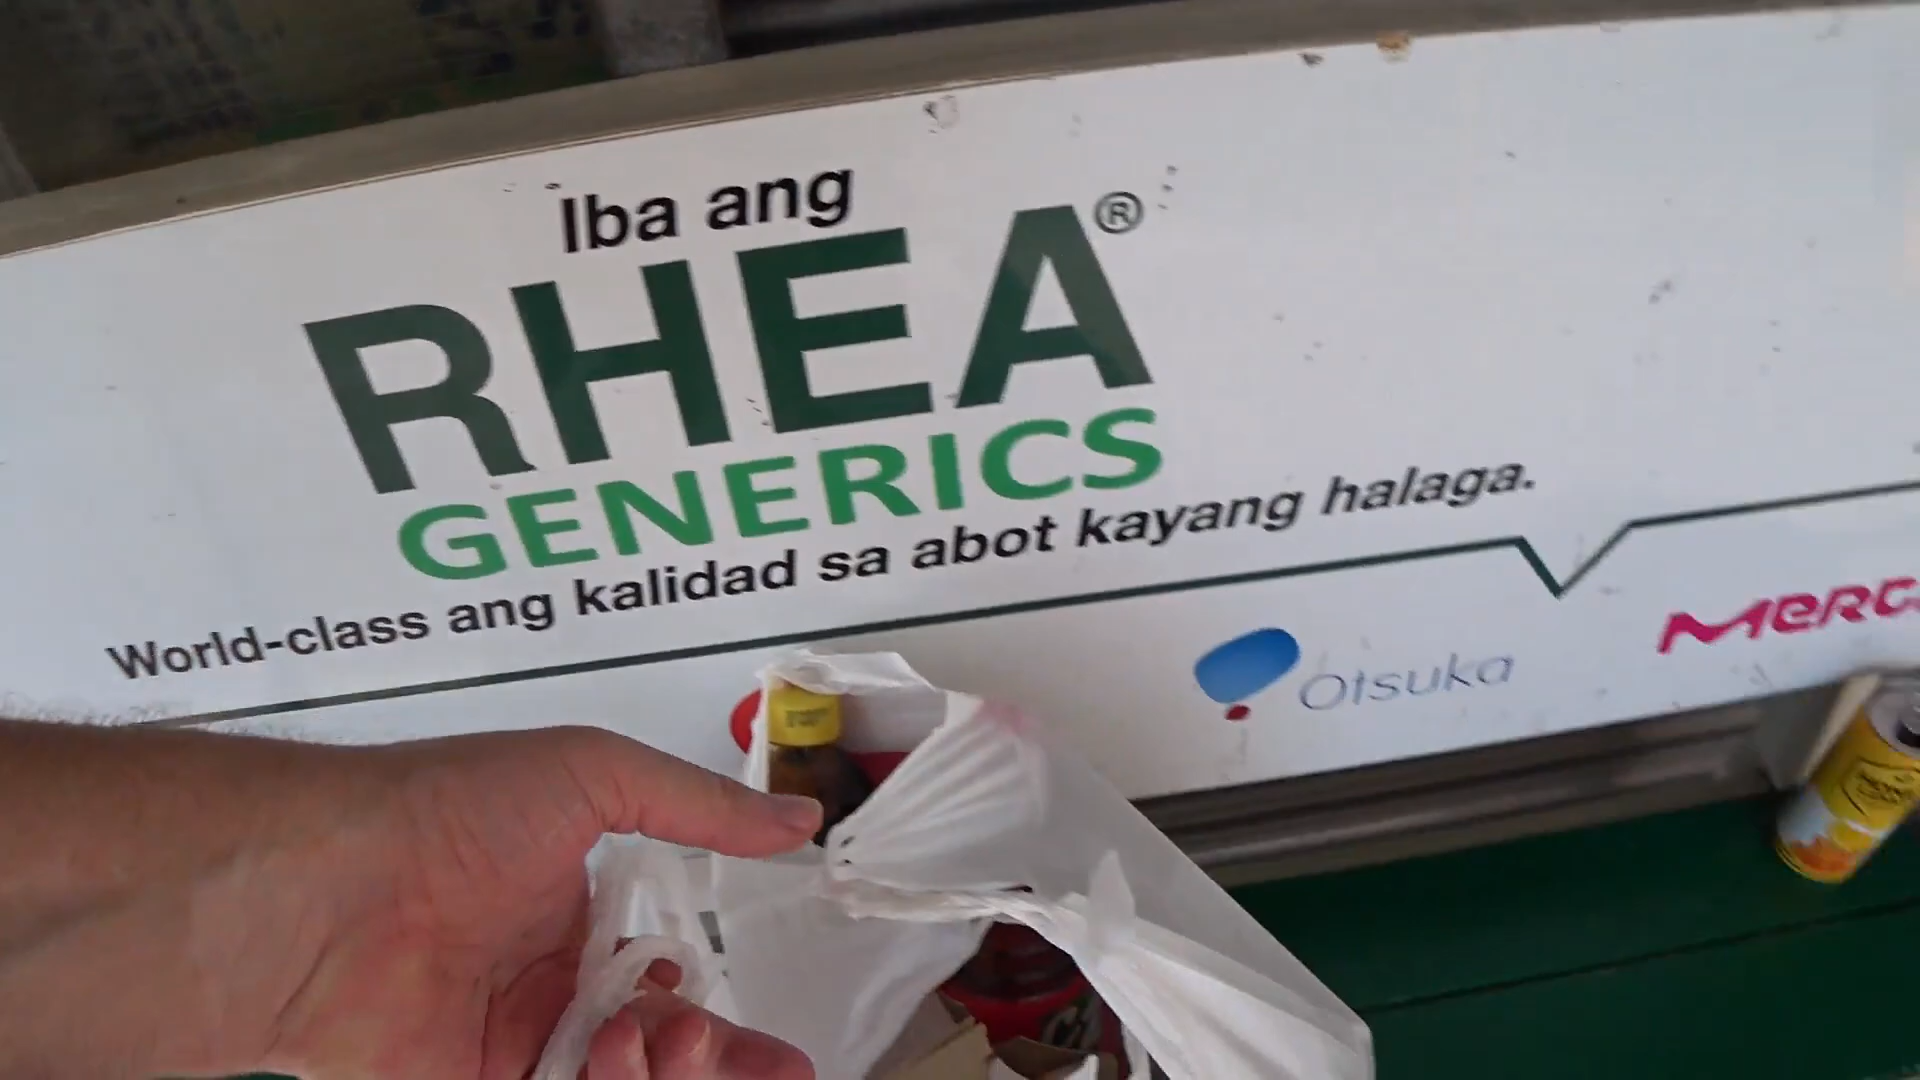 Iba ang
RHEA®
GENERICS
World-class ang kalidad sa abot kayang halaga.
Otsuka